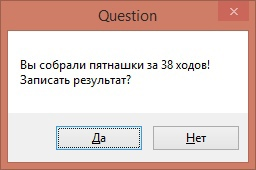 Question
Вы собрали пятнашки за 38 ходов!
Записать результат?
Да
Нет